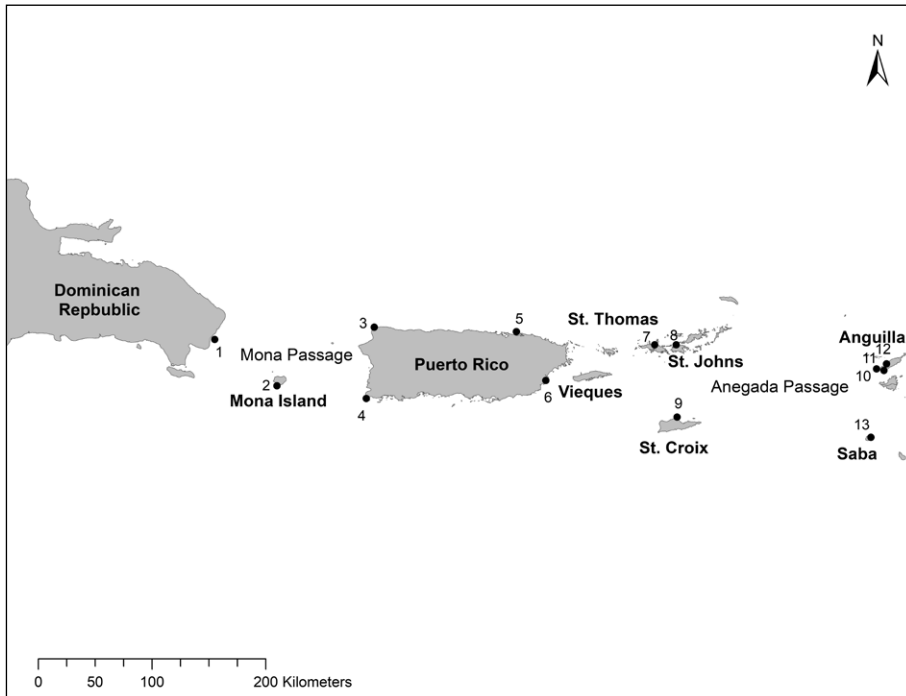 N
Dominican
Repbublic
1
Mona Passage
2
Mona Island
3
4
5
Puerto Rico
6
Vieques
St. Thomas
7
8
St. Johns
9
St. Croix
Anguilla
12
11
10
Anegada Passage
13
Saba
0 50 100 200 Kilometers